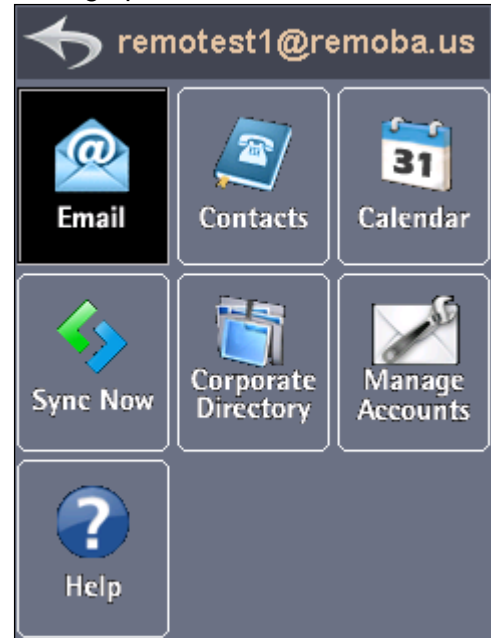 remotest1@remoba.us
@
31
Email
Contacts
Calendar
Sync Now
Corporate
Directory
Manage
Accounts
?
Help